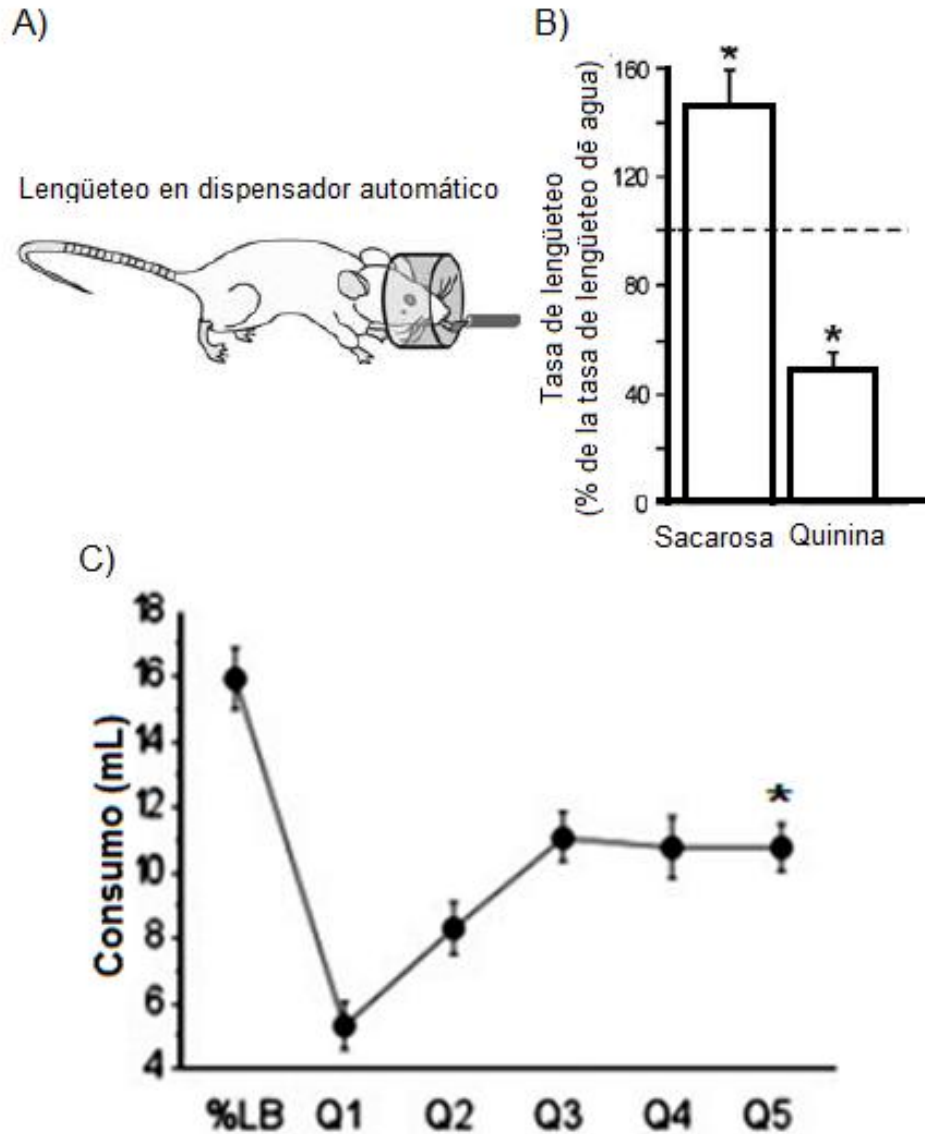 A)
B)
Lengüeteo en dispensador automático
Tasa de lengüeteo
(% de la tasa de lengüeteo dē agua)
160
120
80
40
0
*
*
Sacarosa Quinina
C)
Consumo (mL)
18
16
14
12
10
8
6
4
*
%LB Q1 Q2 Q3 Q4 Q5